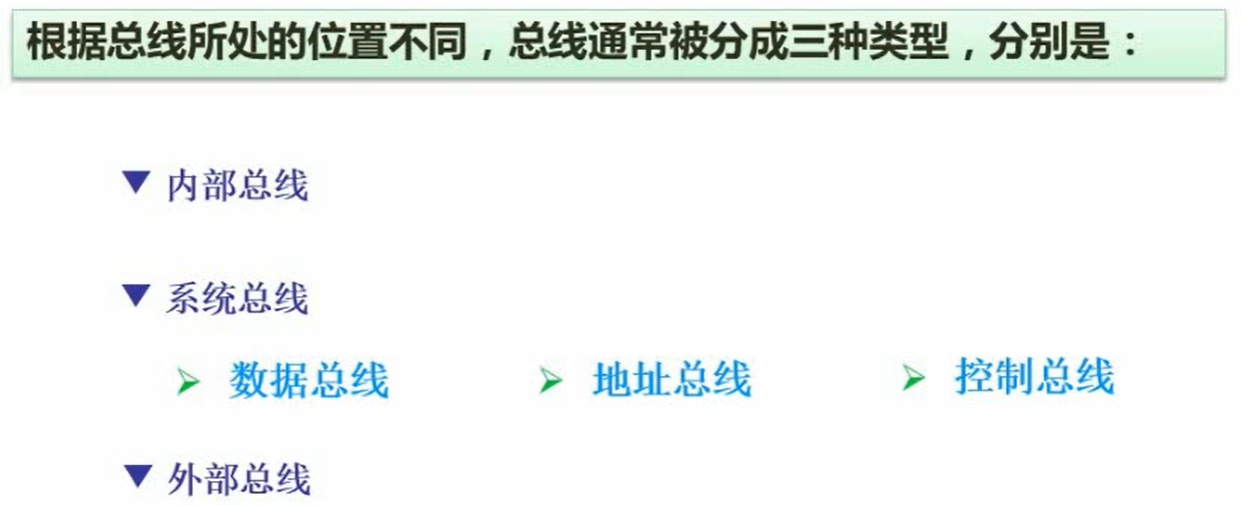 根据总线所处的位置不同，总线通常被分成三种类型，分别是：
内部总线
系统总线
数据总线 地址总线 控制总线
外部总线